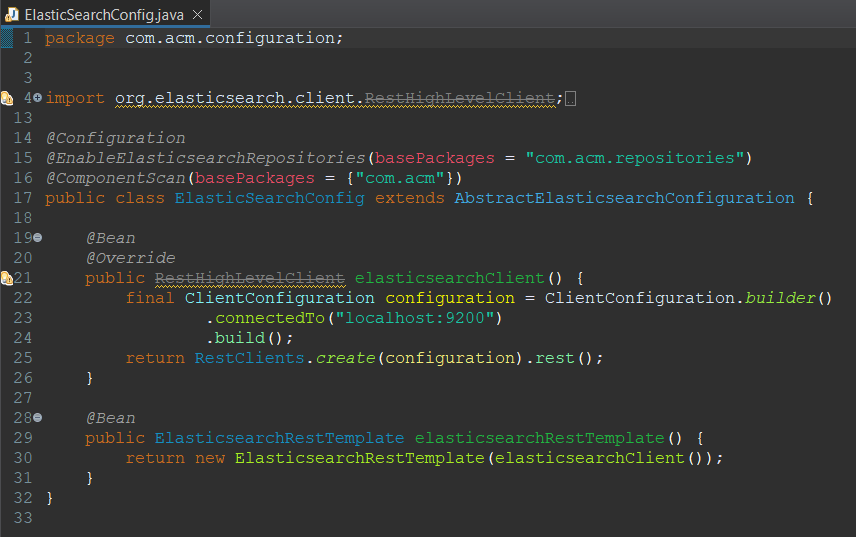 ElasticSearchConfig.java
1 package com.acm.configuration;
2
3
4 import org.elasticsearch.client.RestHighLevelClient;
13
14 @Configuration
15 @EnableElasticsearchRepositories(basePackages = "com.acm.repositories")
16 @ComponentScan(basePackages = {"com.acm"})
17 public class ElasticSearchConfig extends AbstractElasticsearchConfiguration {
18
19 @Bean
20 @Override
21 public RestHighLevelClient elasticsearchClient() {
22 final ClientConfiguration configuration = ClientConfiguration.builder()
23 .connectedTo("localhost:9200")
24 .build();
25 return RestClients.create(configuration).rest();
26 }
27
28 @Bean
29 public ElasticsearchRestTemplate elasticsearchRestTemplate() {
30 return new ElasticsearchRestTemplate(elasticsearchClient());
31 }
32 }
33